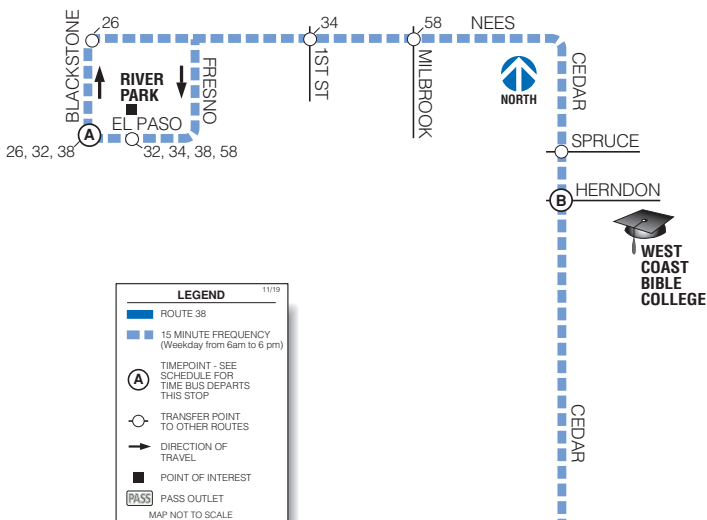 26
34
58
NEES
BLACKSTONE
FRESNO
1ST ST
MILBROOK
CEDAR
RIVER
PARK
EL PASO
A
26, 32, 38
32, 34, 38, 58
NORTH
SPRUCE
B
HERNDON
WEST
COAST
BIBLE
COLLEGE
CEDAR
LEGEND
11/19
ROUTE 38
15 MINUTE FREQUENCY
(Weekday from 6am to 6 pm)
A
TIMEPOINT - SEE
SCHEDULE FOR
TIME BUS DEPARTS
THIS STOP
TRANSFER POINT
TO OTHER ROUTES
DIRECTION OF
TRAVEL
POINT OF INTEREST
PASS
PASS OUTLET
MAP NOT TO SCALE